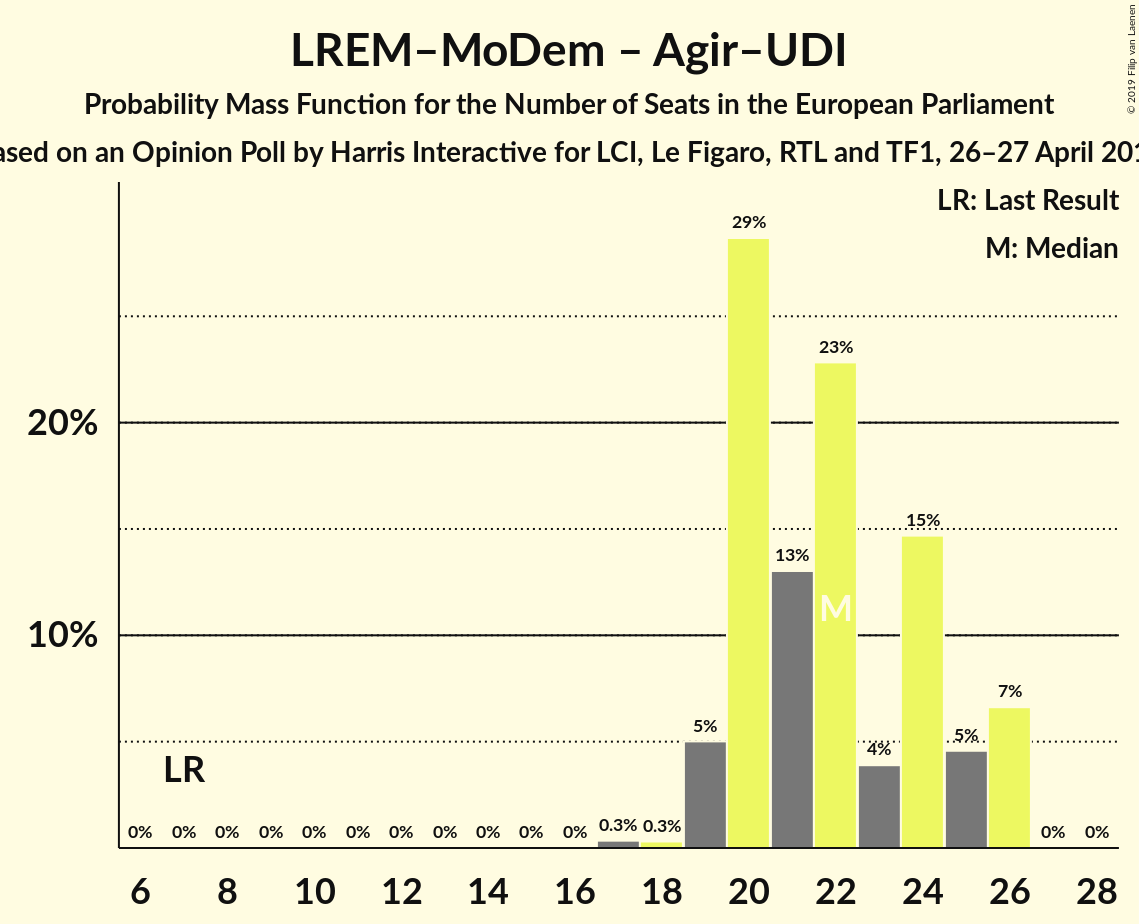 LREM–MoDem – Agir–UDI
Probability Mass Function for the Number of Seats in the European Parliament
ased on an Opinion Poll by Harris Interactive for LCI, Le Figaro, RTL and TF1, 26–27 April 201
© 2019 Filip van Laenen
LR: Last Result
M: Median
29%
23%
20%
15%
13%
M
10%
7%
5%
5%
4%
LR
0% 0% 0% 0% 0% 0% 0% 0% 0% 0% 0% 0.3% 0.3% 0% 0%
6 8 10 12 14 16 18 20 22 24 26 28